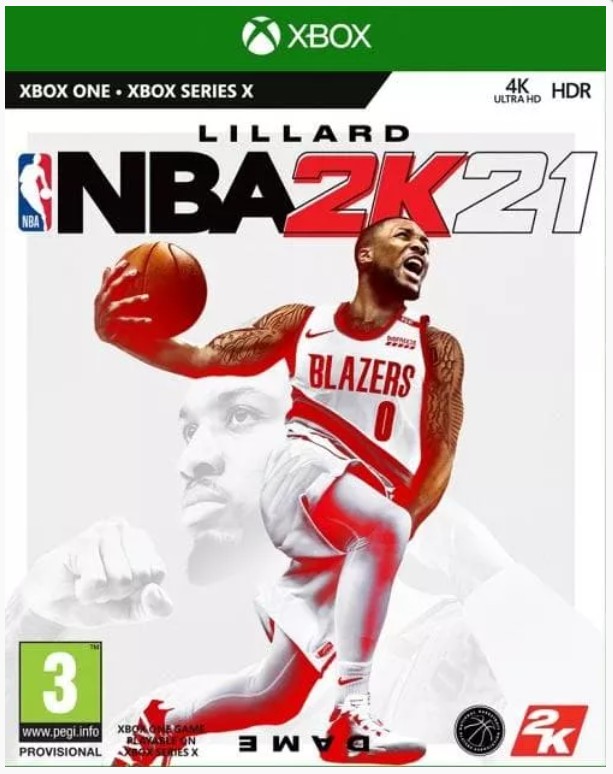 XBOX
XBOX ONE • XBOX SERIES X
4K
ULTRA HD
HDR
LILLARD
NBA
NBA2K21
BLAZERS
0
3
TM
www.pegi.info
PROVISIONAL
XBOX ONE GAME
PLAYABLE ON
XBOX SERIES X
DAME
2K